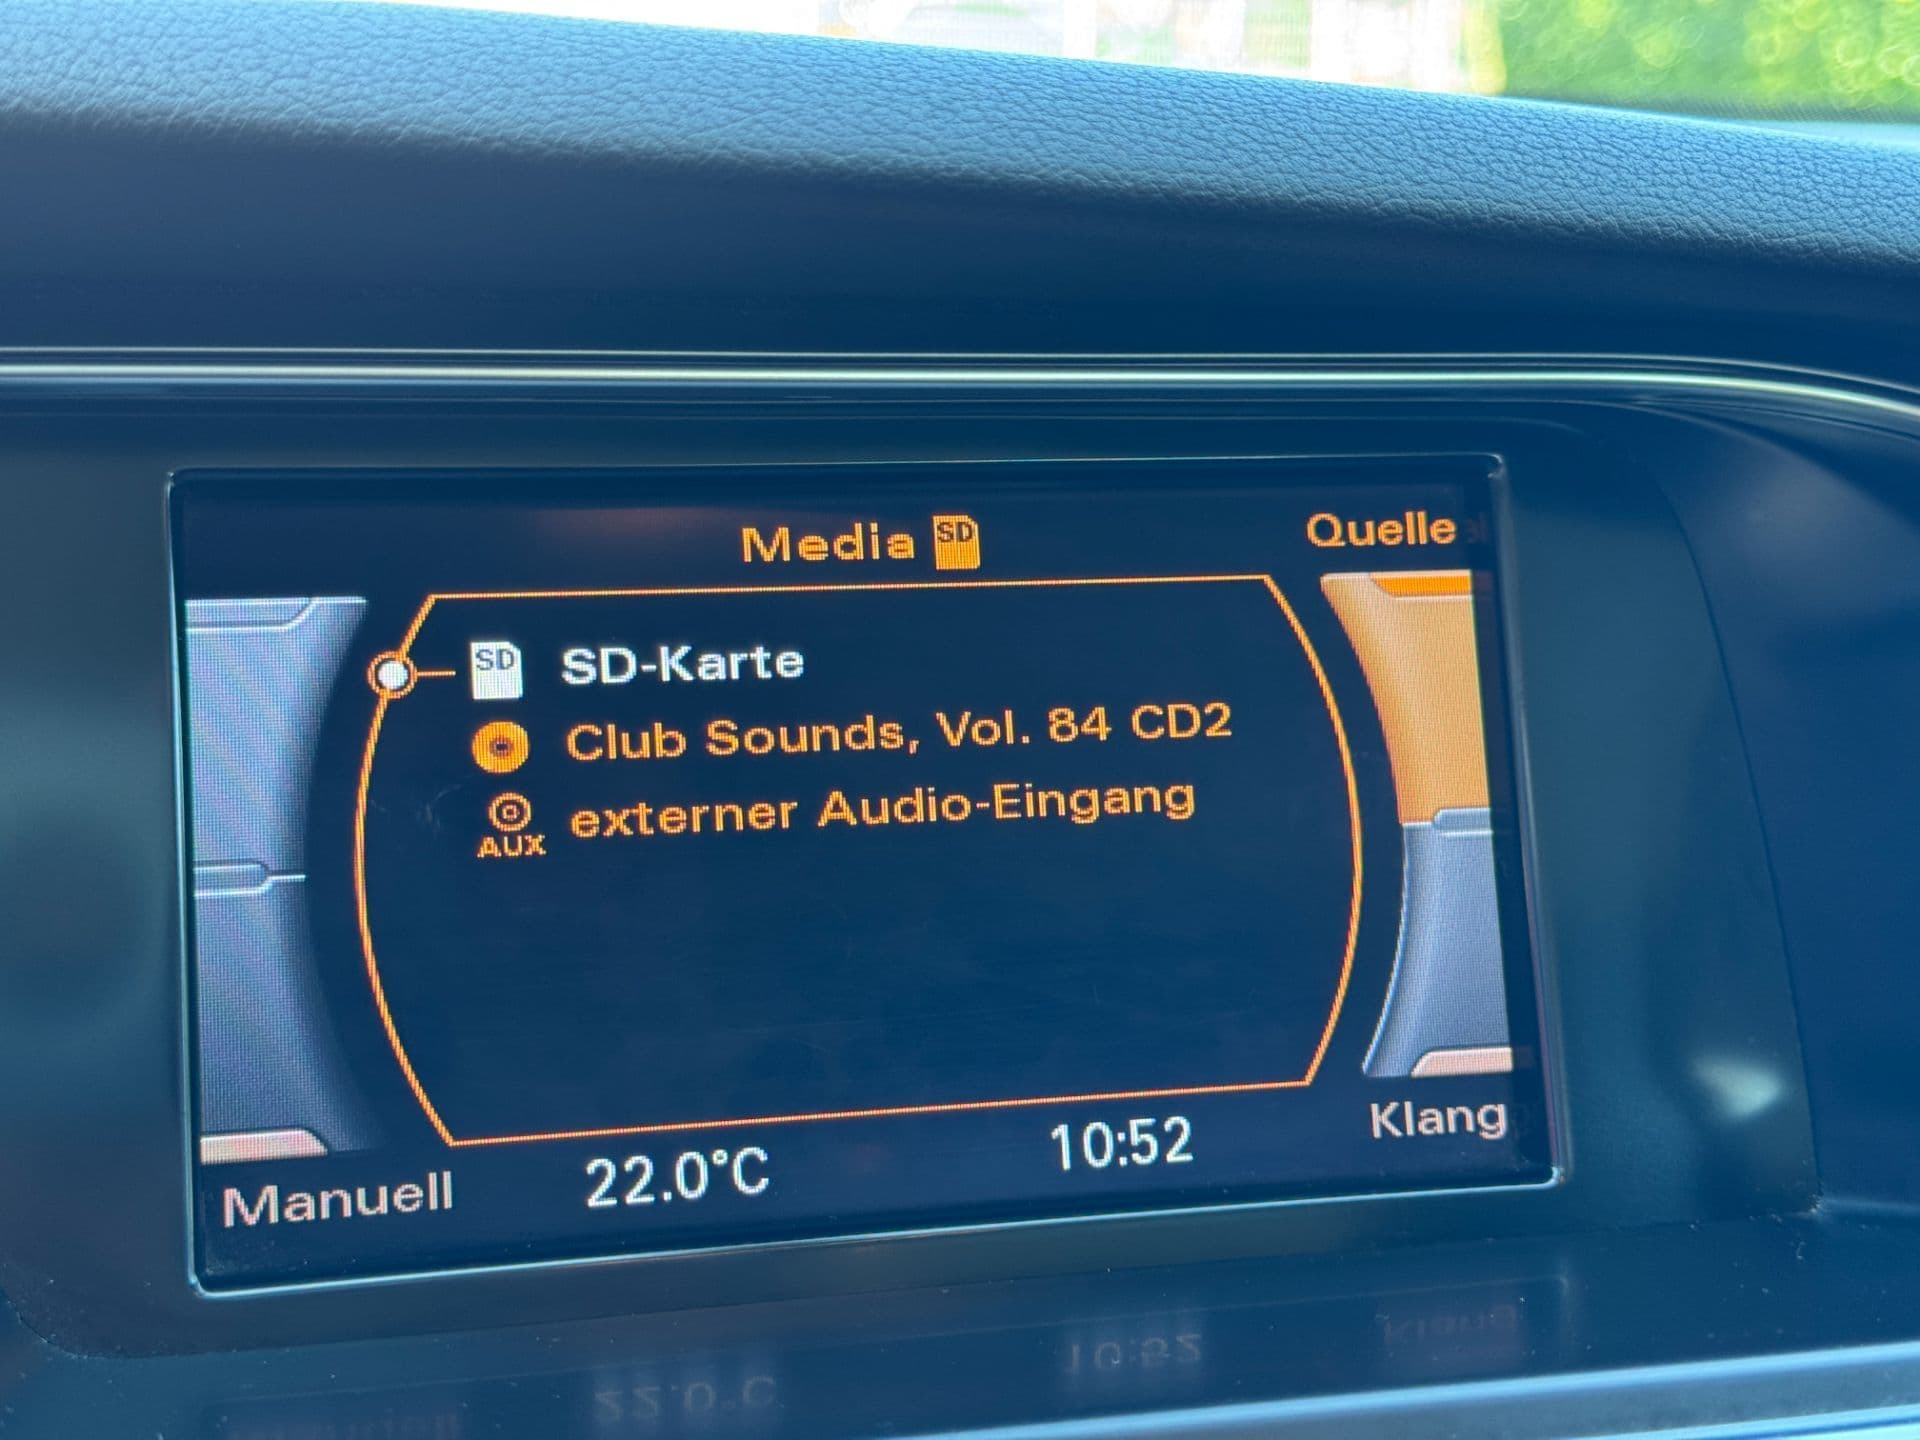 Media SD
Quelle
SD SD-Karte
Club Sounds, Vol. 84 CD2
AUX externer Audio-Eingang
Manuell 22.0°C 10:52 Klang